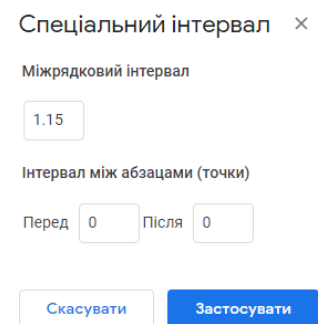 Спеціальний інтервал ×
Міжрядковий інтервал
1.15
Інтервал між абзацами (точки)
Перед 0 Після 0
Скасувати Застосувати